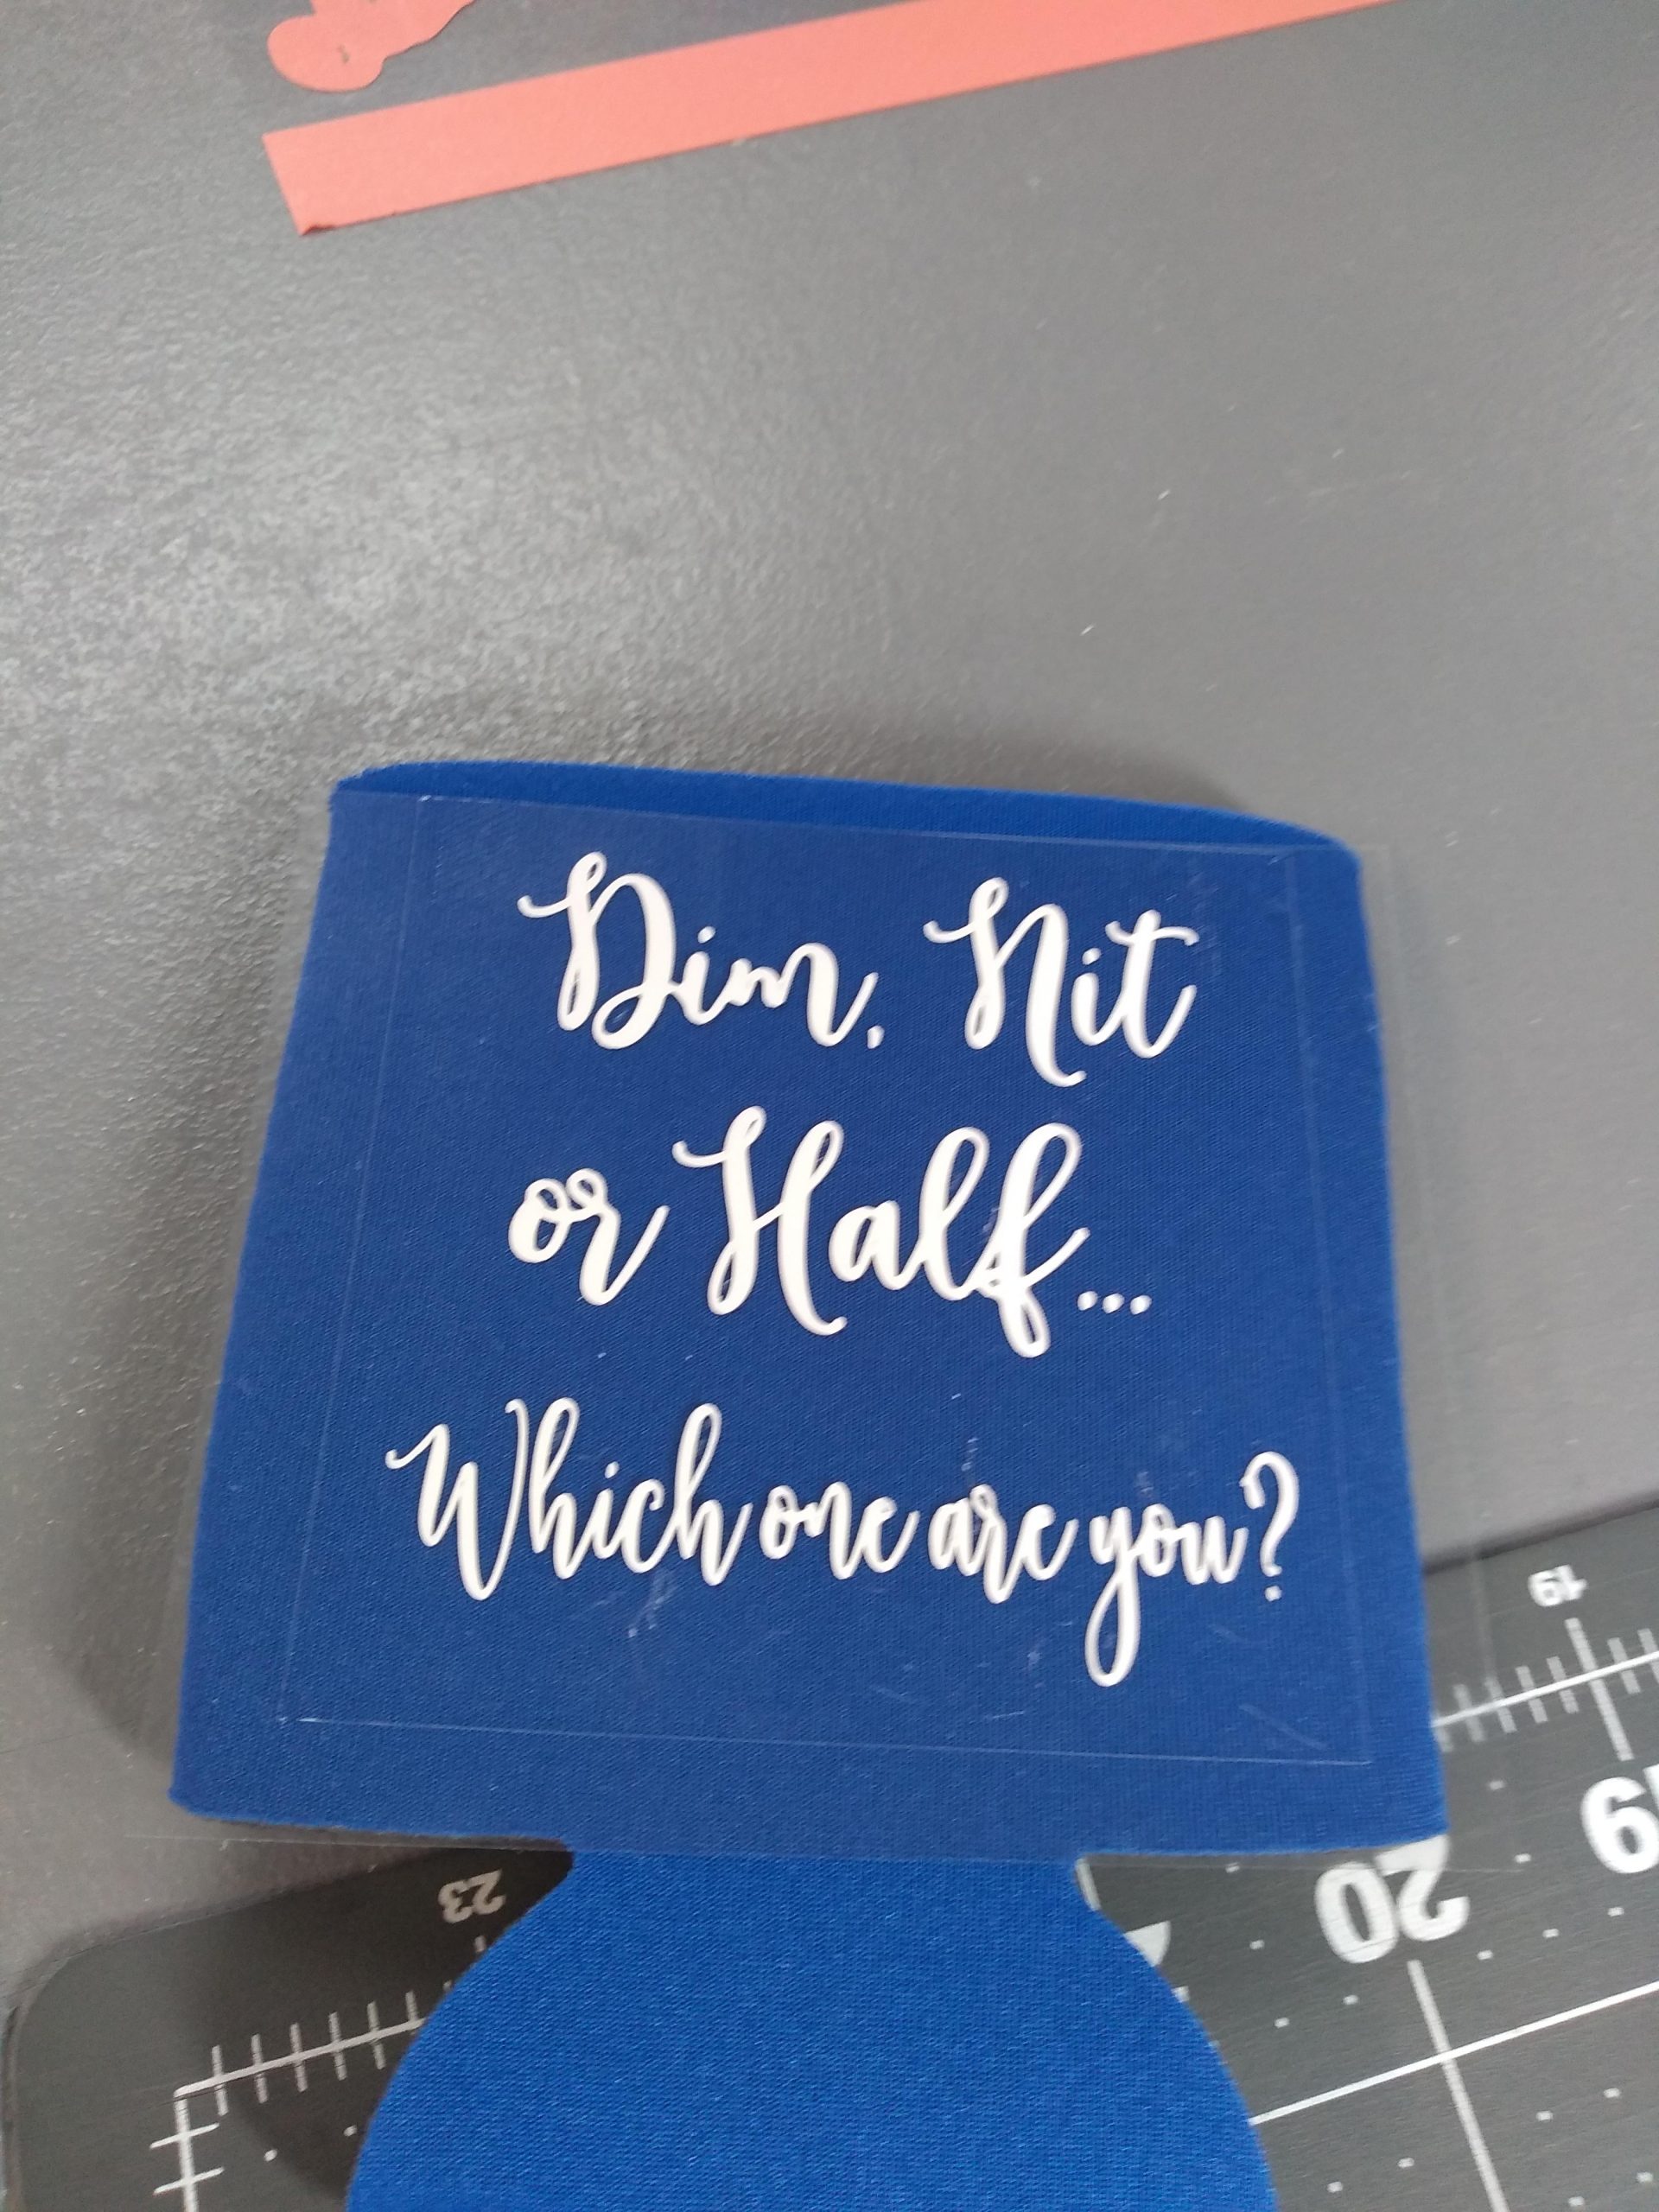 Dim, Nit
or Half...
Which one are you?
19
19
20
23